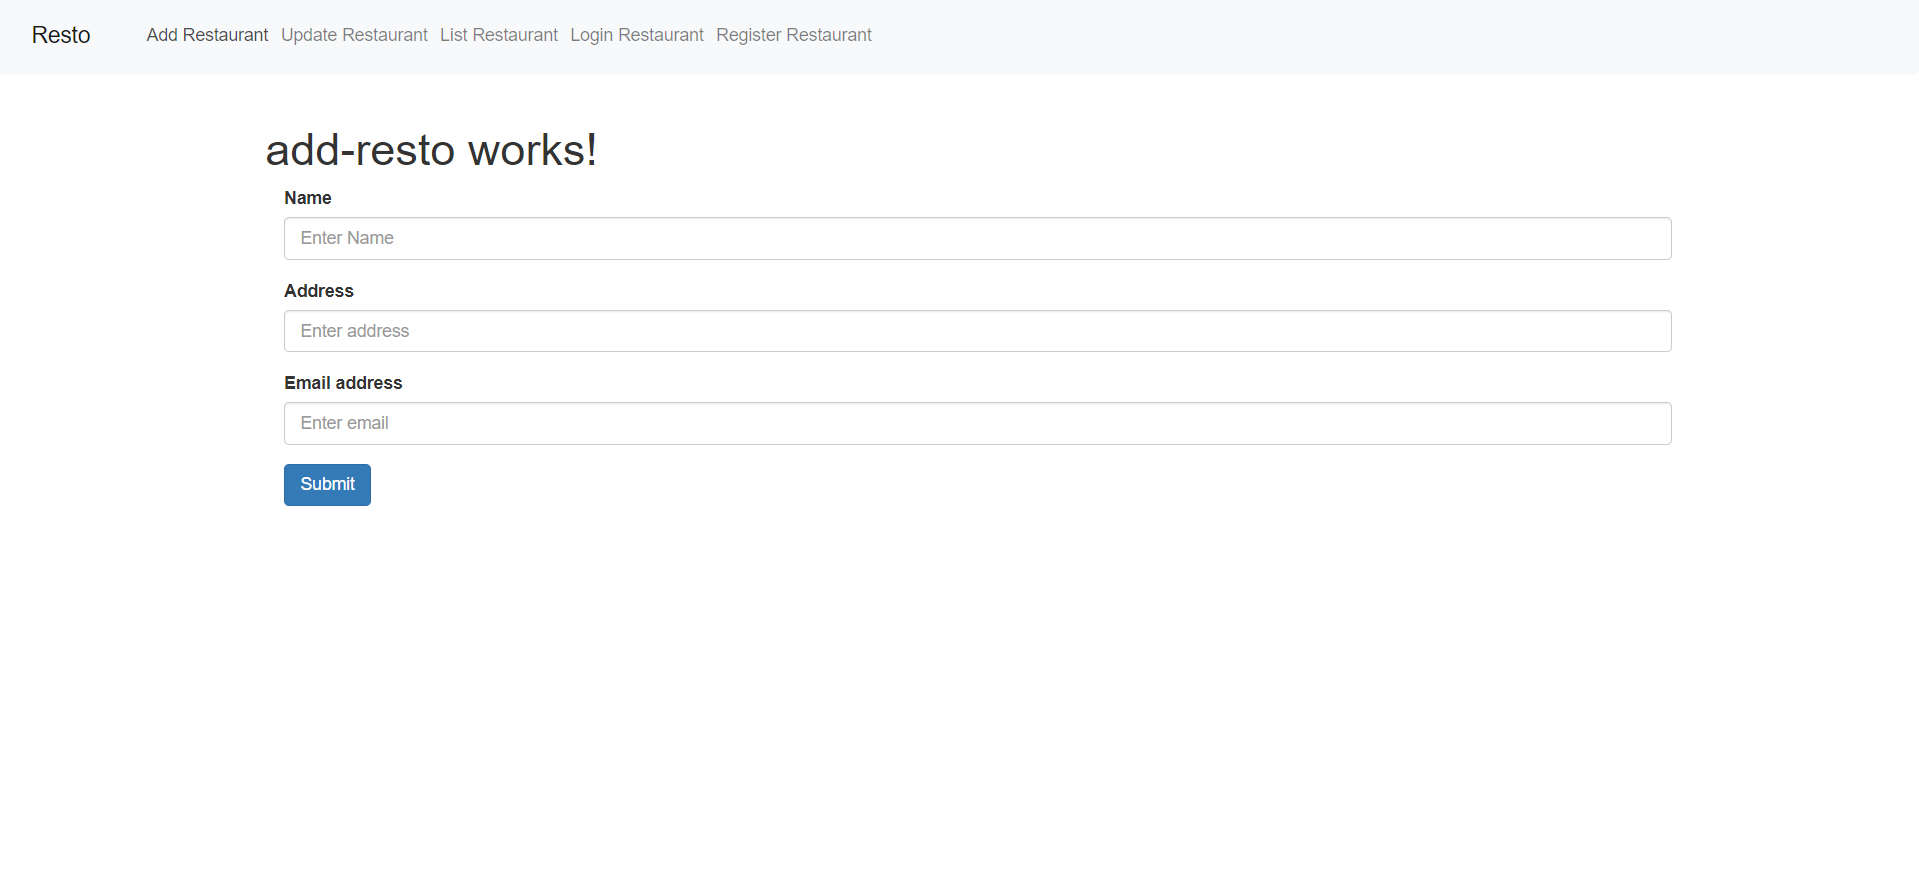 Resto Add Restaurant Update Restaurant List Restaurant Login Restaurant Register Restaurant
add-resto works!
Name
Enter Name
Address
Enter address
Email address
Enter email
Submit